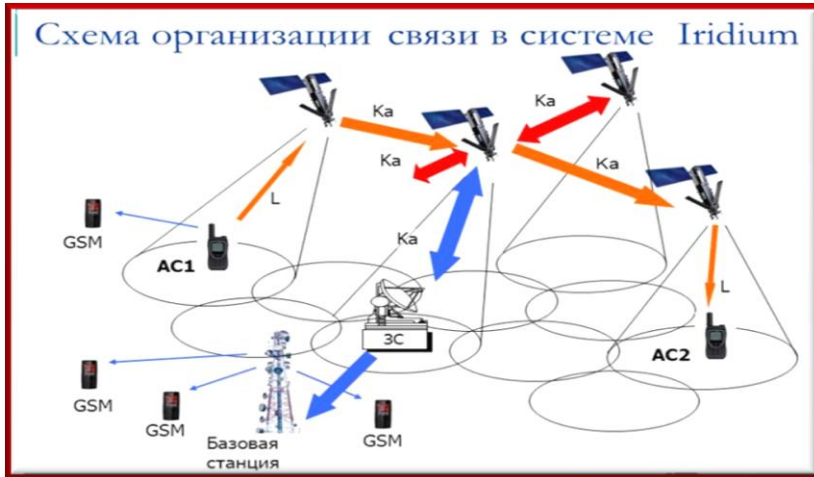 Схема организации связи в системе Iridium
Ka
Ka
Ka
Ka
L
GSM
Ka
АС1
L
ЗС
АС2
GSM
GSM
GSM
Базовая
станция